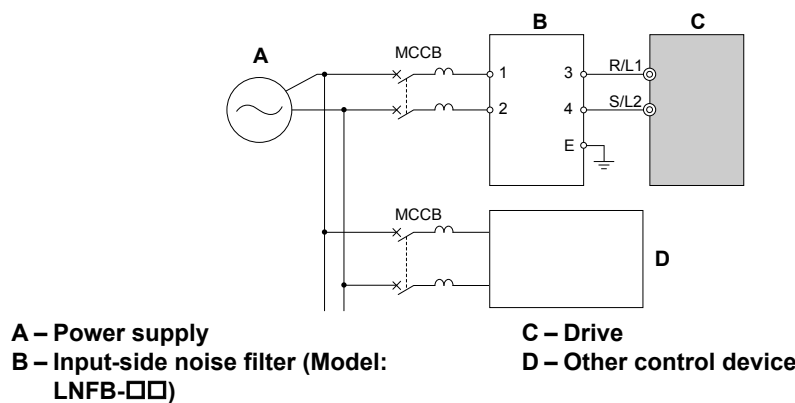 A
MCCB
B
C
1
3
R/L1
2
4
S/L2
E
MCCB
D
A – Power supply
B – Input-side noise filter (Model:
LNFB-□□)
C – Drive
D – Other control device